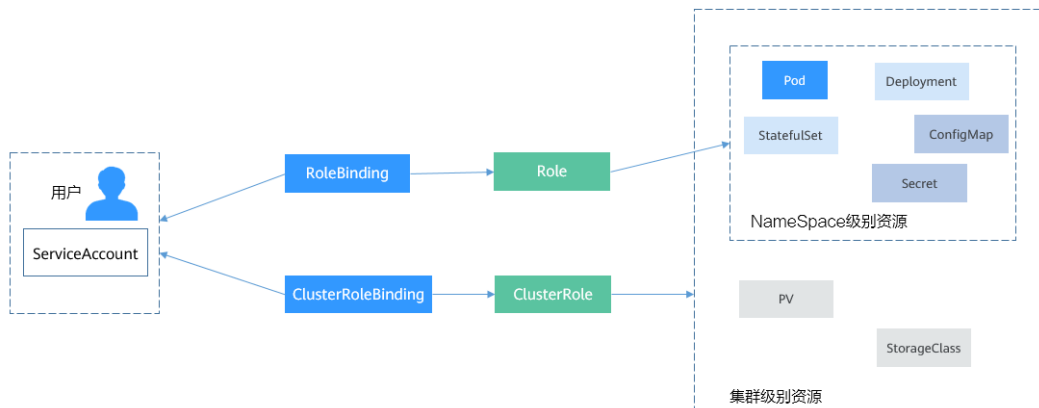 用户
ServiceAccount
RoleBinding
Role
ClusterRoleBinding
ClusterRole
Pod
Deployment
StatefulSet
ConfigMap
Secret
NameSpace级别资源
PV
StorageClass
集群级别资源